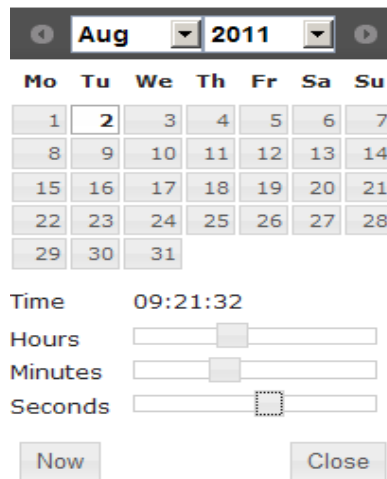 Aug 2011
Mo Tu We Th Fr Sa Su
1 2 3 4 5 6 7
8 9 10 11 12 13 14
15 16 17 18 19 20 21
22 23 24 25 26 27 28
29 30 31
Time 09:21:32
Hours
Minutes
Seconds
Now Close